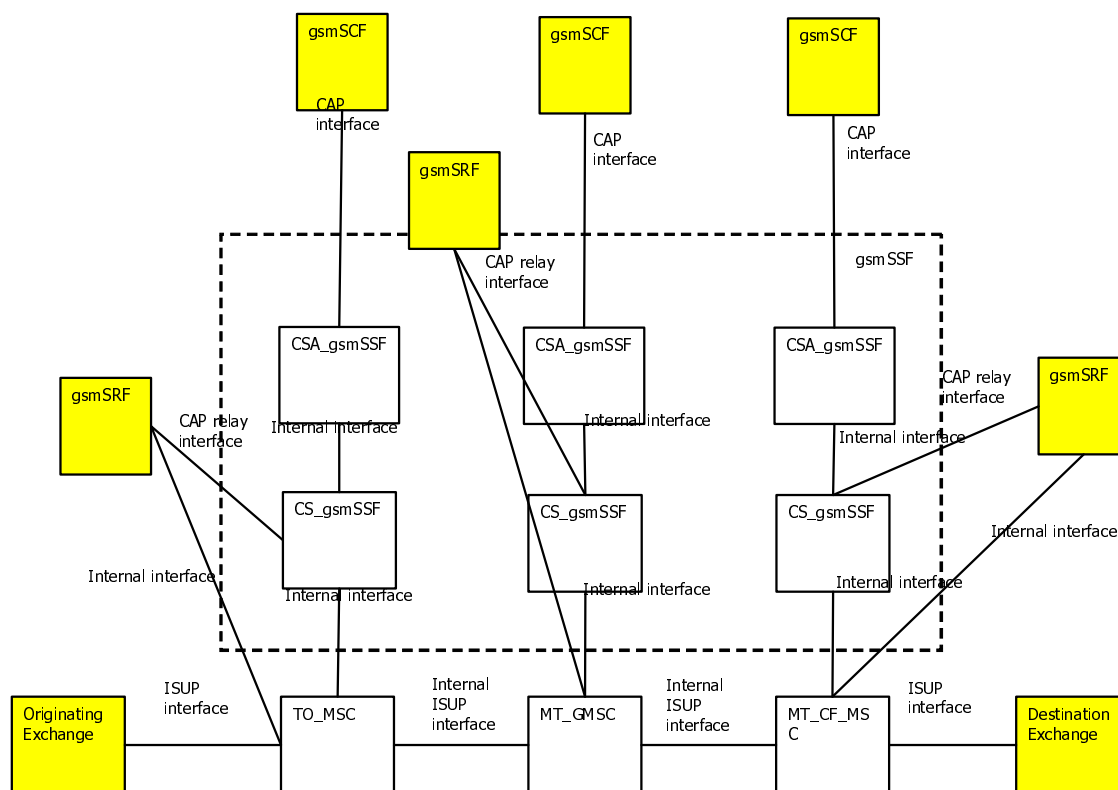 gsmSCF
gsmSCF
gsmSCF
CAP
interface
CAP
interface
CAP
interface
gsmSRF
CAP relay
interface
gsmSSF
CSA_gsmSSF
CSA_gsmSSF
CSA_gsmSSF
gsmSRF
gsmSRF
CAP relay
interface
CAP relay
interface
Internal interface
Internal interface
Internal interface
CS_gsmSSF
CS_gsmSSF
CS_gsmSSF
Internal interface
Internal interface
Internal interface
Internal interface
Internal interface
Originating
Exchange
ISUP
interface
TO_MSC
Internal
ISUP
interface
MT_GMSC
Internal
ISUP
interface
MT_CF_MS
C
ISUP
interface
Destination
Exchange